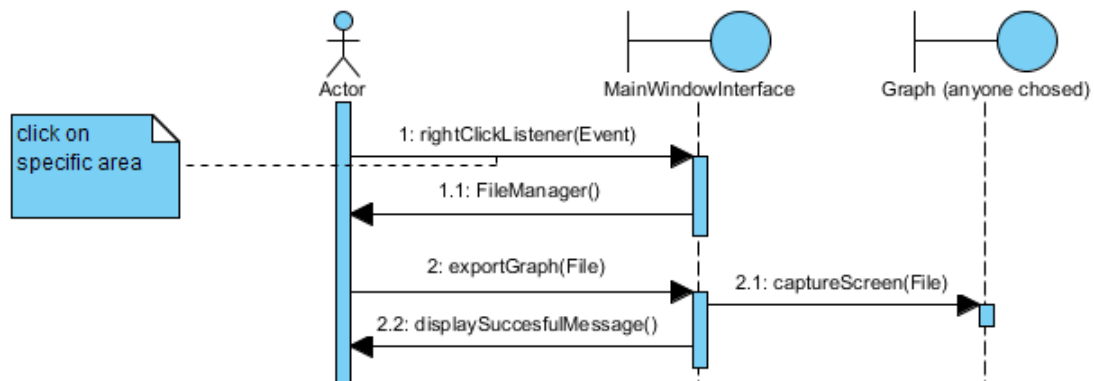 Actor
MainWindowInterface
Graph (anyone chosed)
click on
specific area
1: rightClickListener(Event)
1.1: FileManager()
2: exportGraph(File)
2.1: captureScreen(File)
2.2: displaySuccesfulMessage()